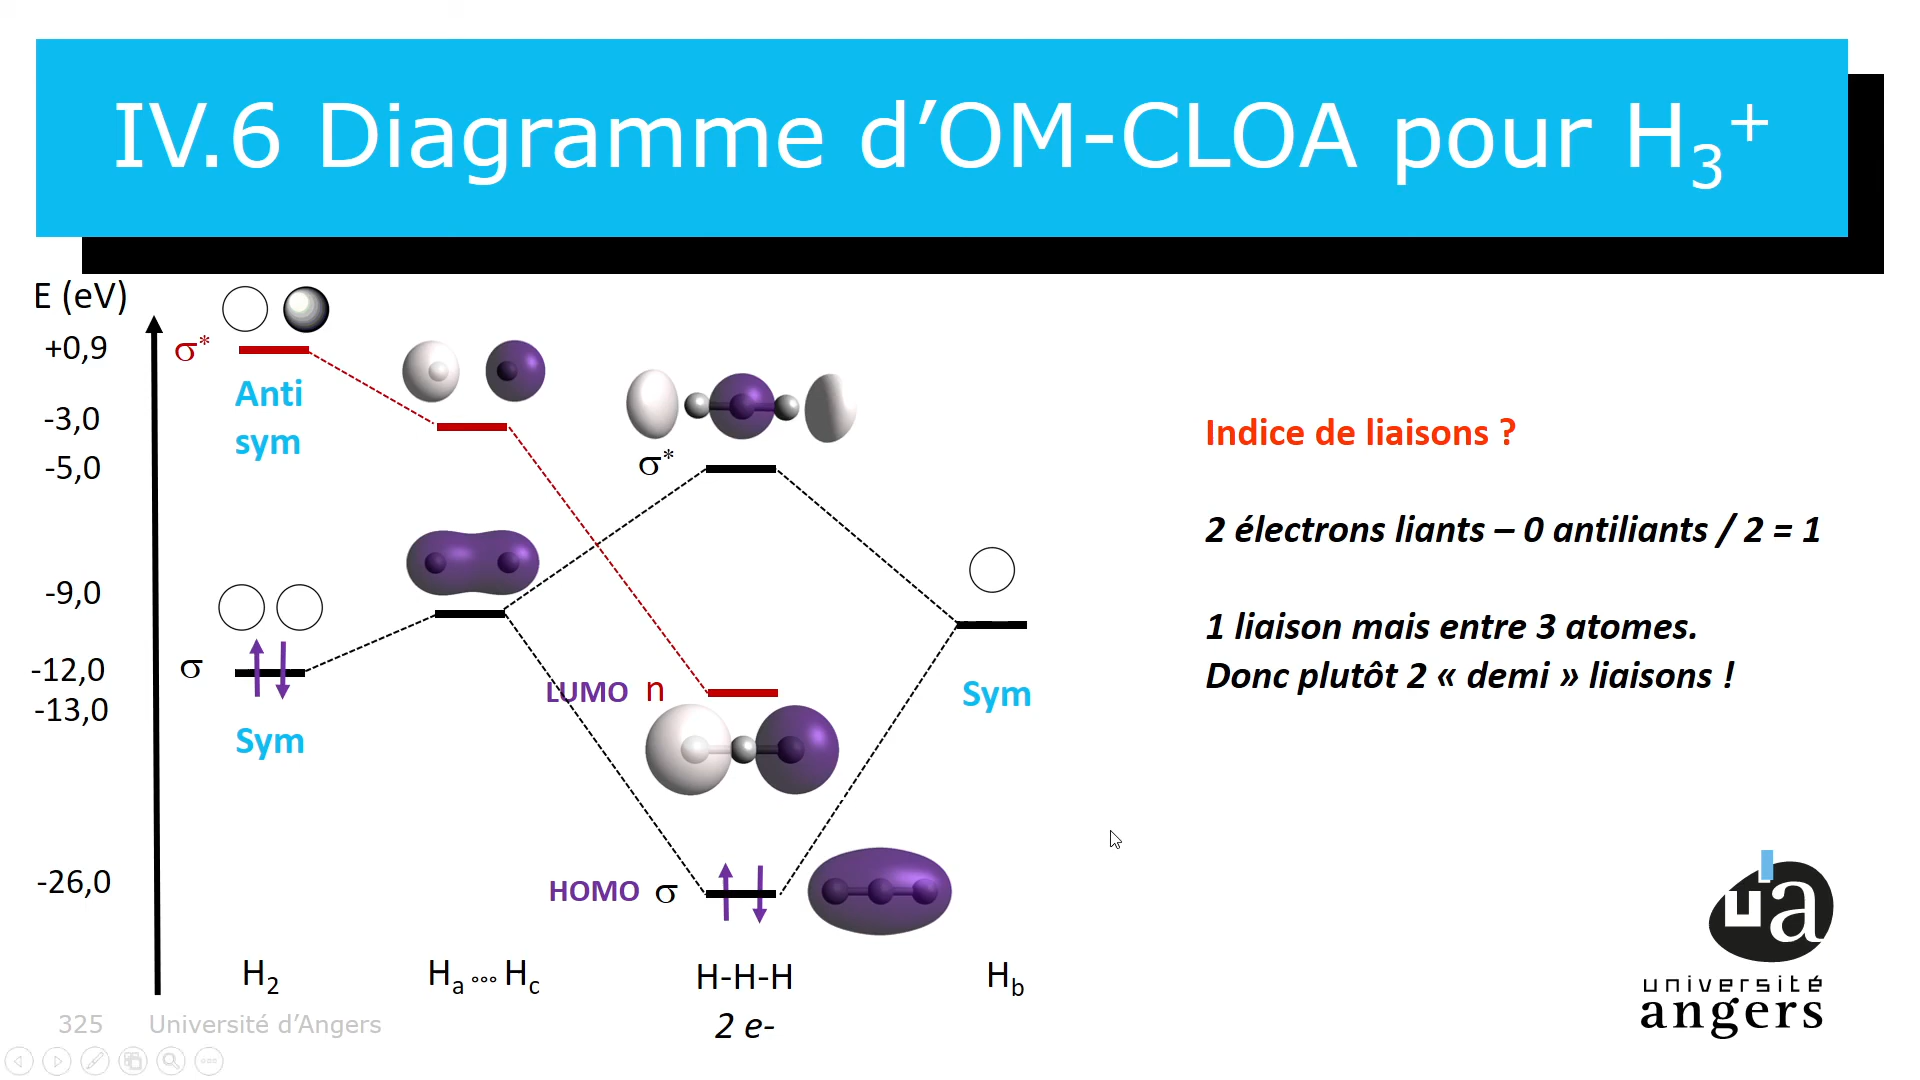 IV.6 Diagramme d’OM-CLOA pour H₃⁺
E (eV)
+0,9
σ*
Anti
sym
-3,0
-5,0
σ*
-9,0
-12,0
σ
-13,0
Sym
LUMO n
Sym
-26,0
HOMO σ
H₂
Hₐ °°° H꜀
H-H-H
2 e-
H_b
Indice de liaisons ?
2 électrons liants – 0 antiliants / 2 = 1
1 liaison mais entre 3 atomes.
Donc plutôt 2 « demi » liaisons !
ua
université
angers
325 Université d’Angers